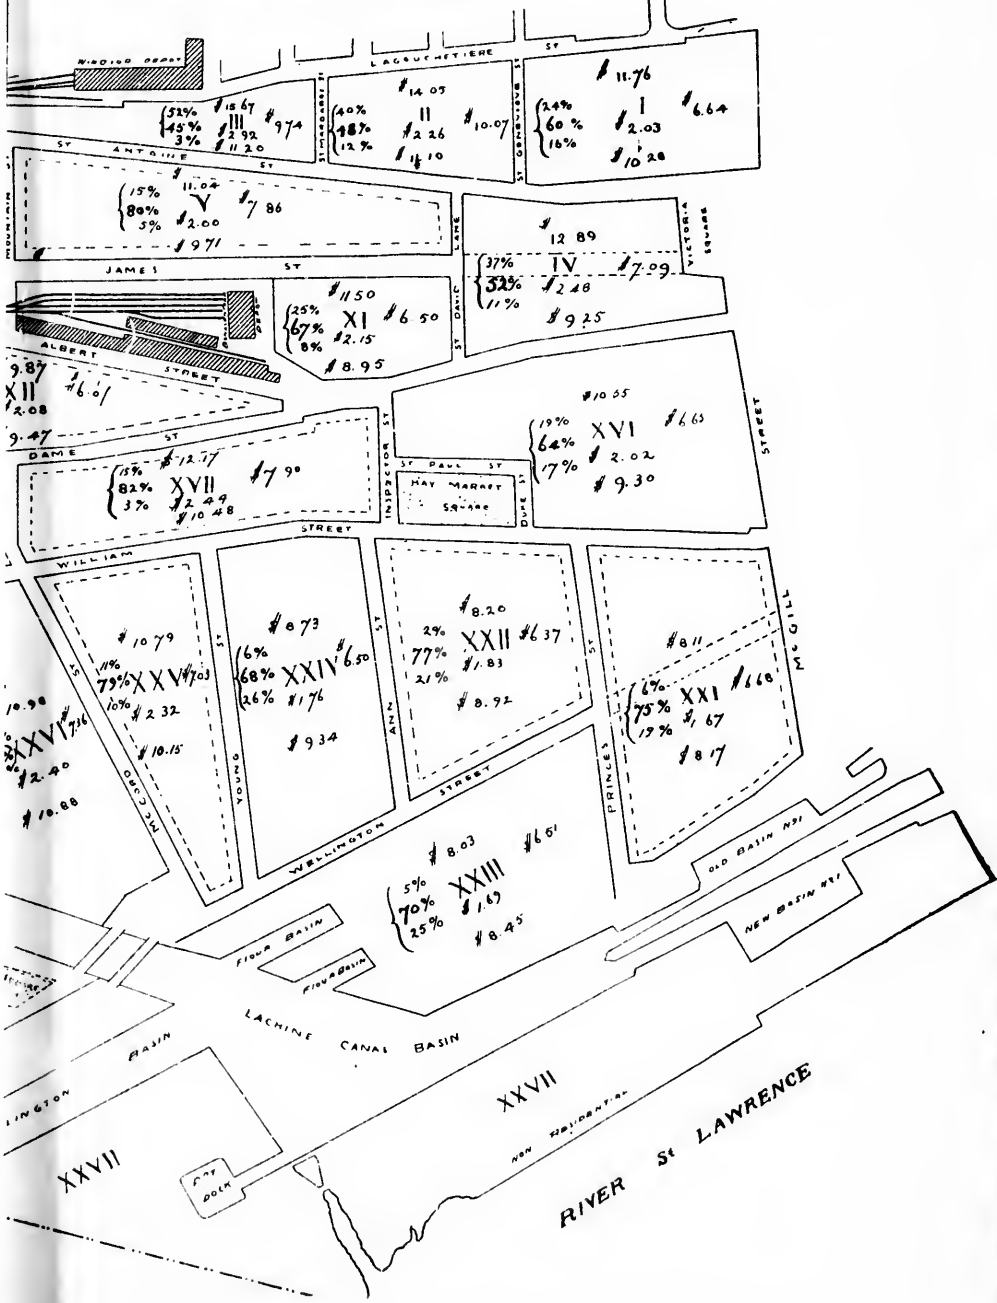 WINDSOR DEPOT
LAGOUCHETIERE ST
ST MARGARET ST
ST GENEVIEVE ST
52% $15 67
45% III $9 74
3% $2 92
$11 20
$14 05
40% II
48% $2 26 $10.07
12% $11 10
$11.76
24% I $6.64
60% $2.03
16% $10 28
ST ANTOINE ST
MOUNTAIN ST
$11.04
15% V $7 86
80% $2.00
5% $9 71
LANE
VICTORIA SQUARE
$12 89
37% IV $7.09
52% $2 48
11% $9 25
JAMES ST
$11 50
25% XI $6 50
67% $2.15
8% $8.95
ST DAVID
ALBERT STREET
9.87
XII $6.01
2.08
9.47
DAME ST
$10 55
19% XVI $6 65
64% $2.02
17% $9.30
STREET
$12.17
15% XVII $7 90
82% $2 49
3% $10 48
INSPECTOR ST
ST PAUL ST
HAY MARKET
SQUARE
DUKE ST
WILLIAM STREET
$10 79
11% XXV $7 03
79% $2 32
10% $10.15
ST
$8 73
6% XXIV $6.50
68% $1 76
26% $9 34
ST
$8.20
2% XXII $6 37
77% $1.83
21% $8.92
ST
$8 11
6% XXI $6 68
75% $1.67
19% $8 17
McGILL
10.98
XXVI $7 36
$2.40
$10.88
ST
McCORD
YOUNG
ANN
PRINCES
WELLINGTON STREET
$8.03
5% XXIII $6 51
70% $1.69
25% $8.45
OLD BASIN No 1
NEW BASIN No 1
FLOUR BASIN
FLOUR BASIN
LACHINE CANAL BASIN
LINGTON BASIN
XXVII
NON RESIDENTIAL
XXVII
DRY
DOCK
RIVER St LAWRENCE